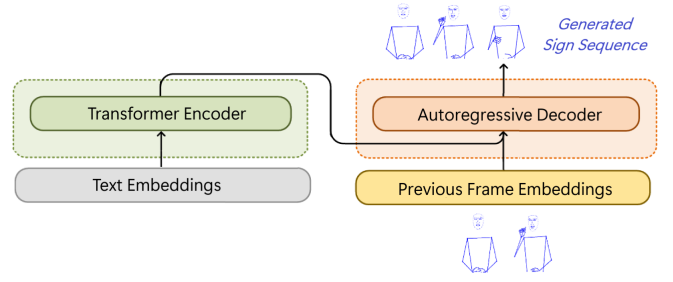 Generated
Sign Sequence
Transformer Encoder
Autoregressive Decoder
Text Embeddings
Previous Frame Embeddings